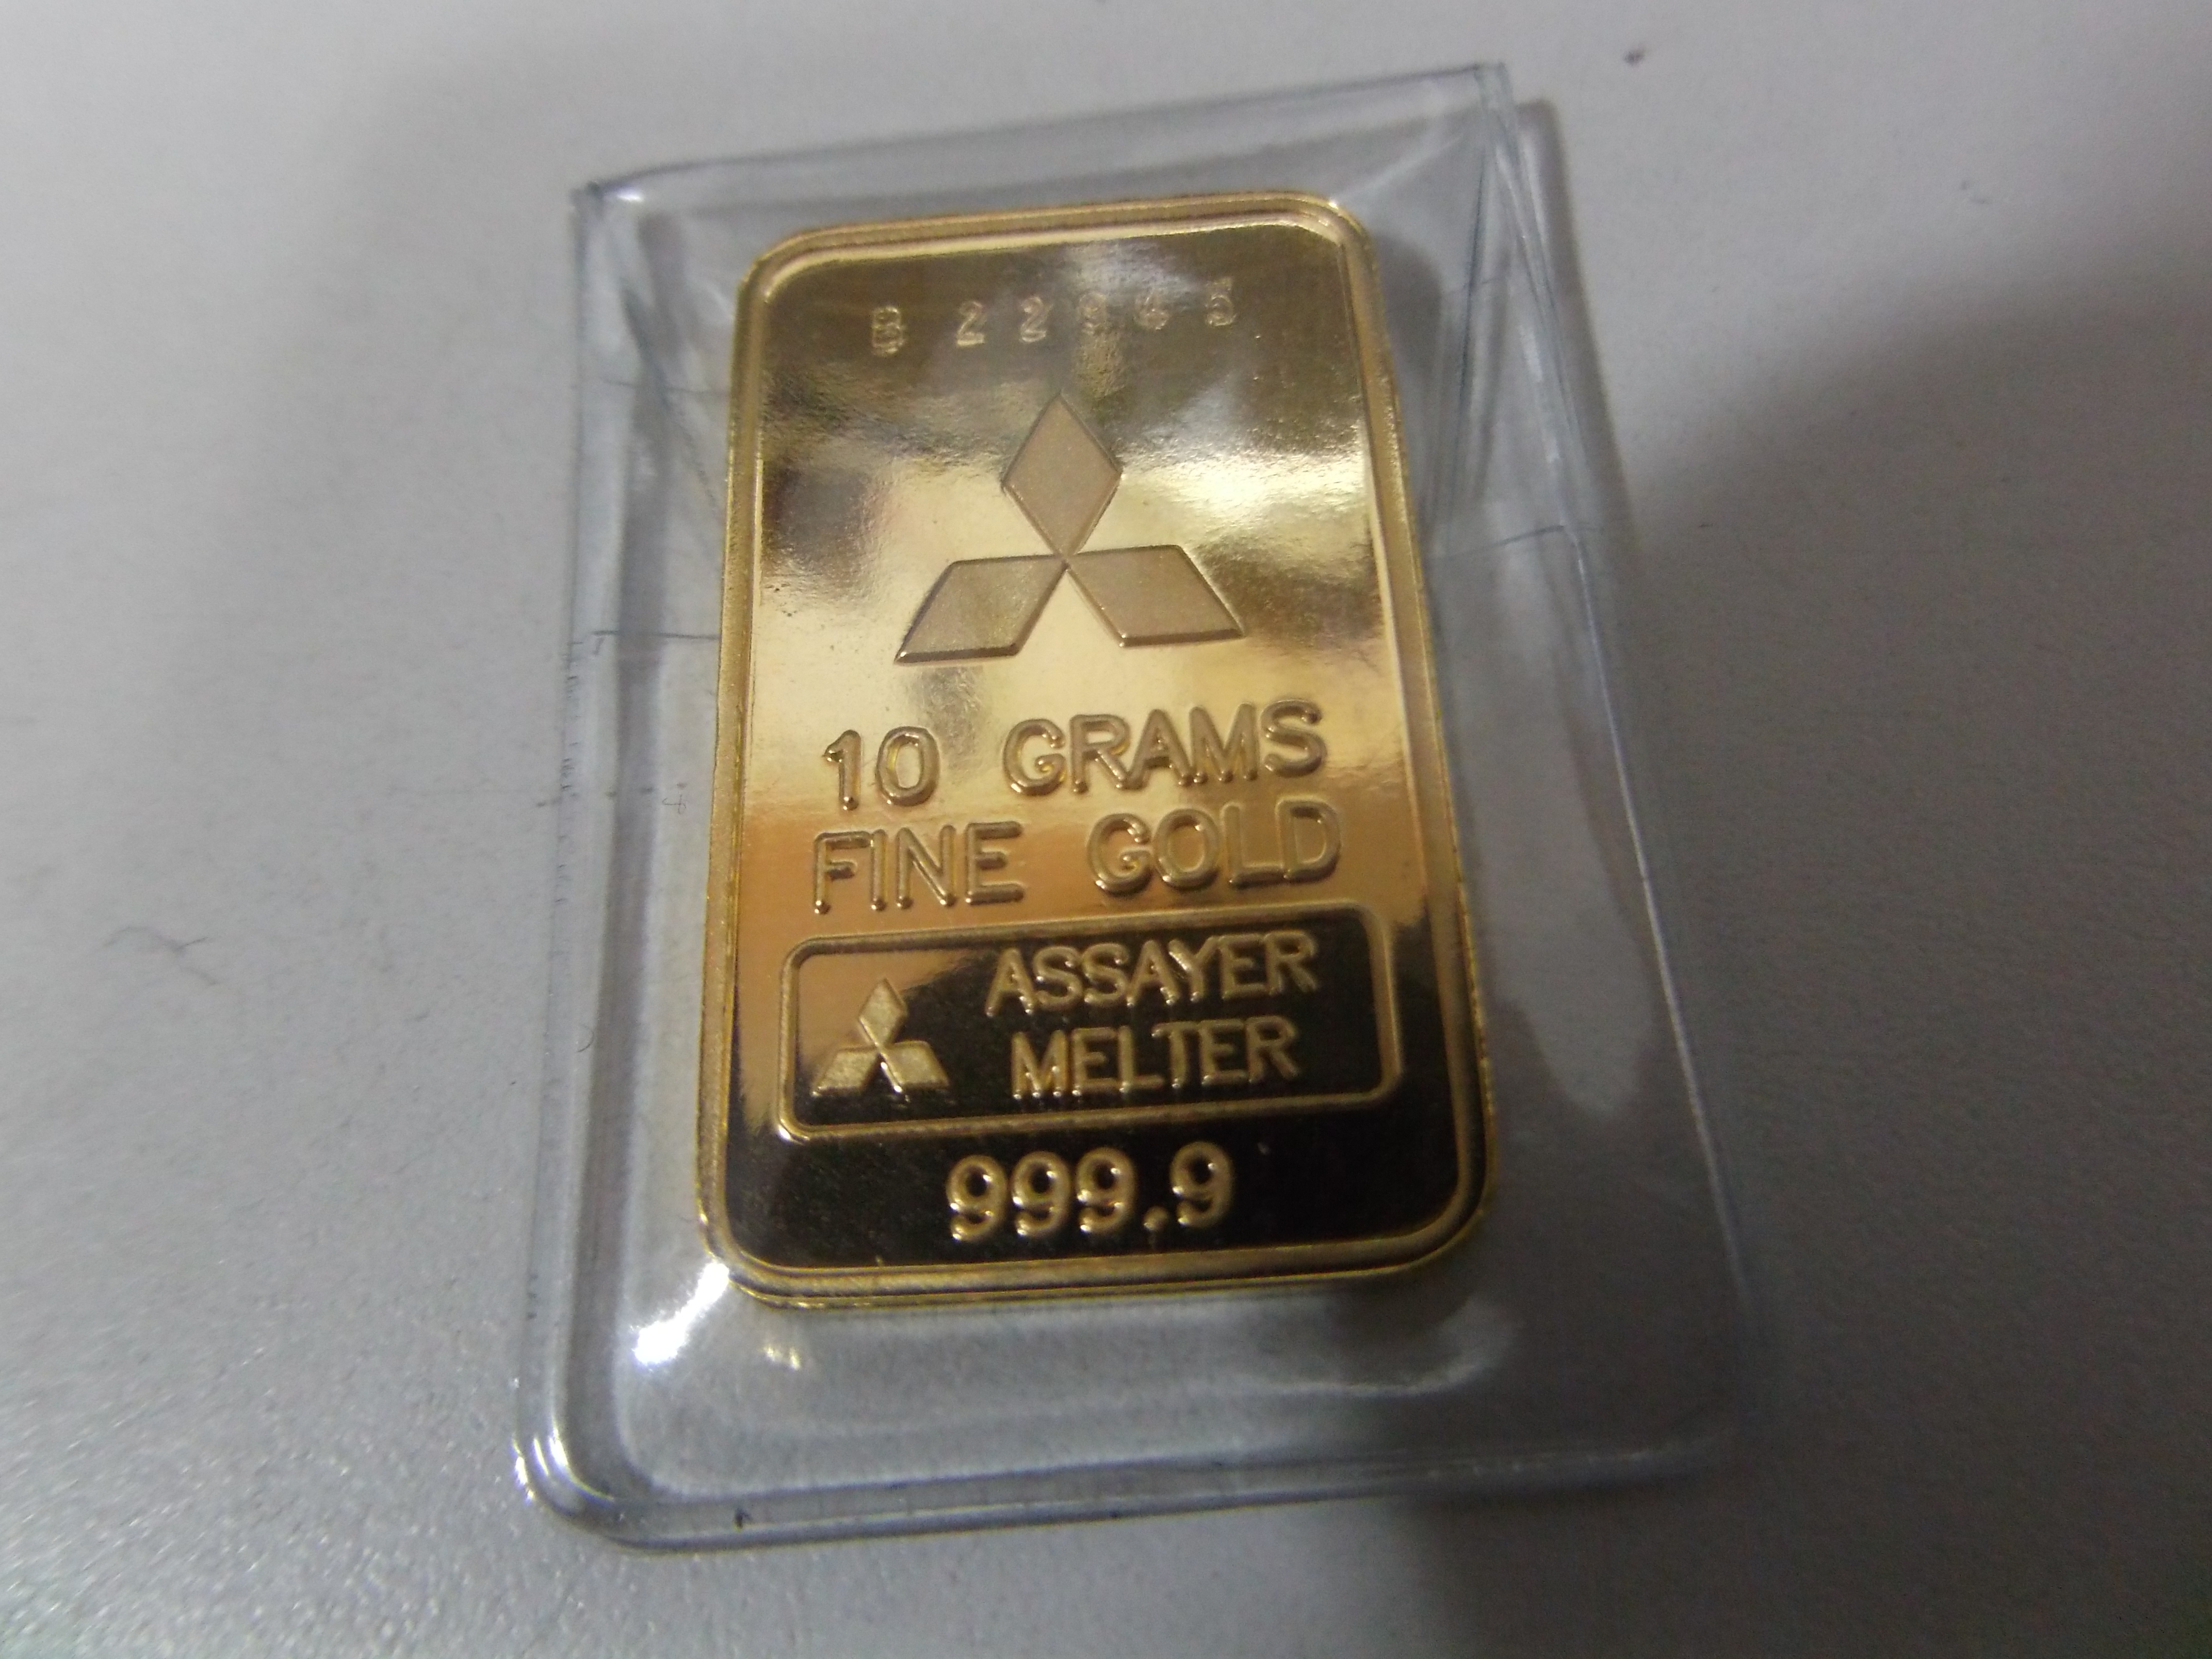 10 GRAMS
FINE GOLD
ASSAYER
MELTER
999.9